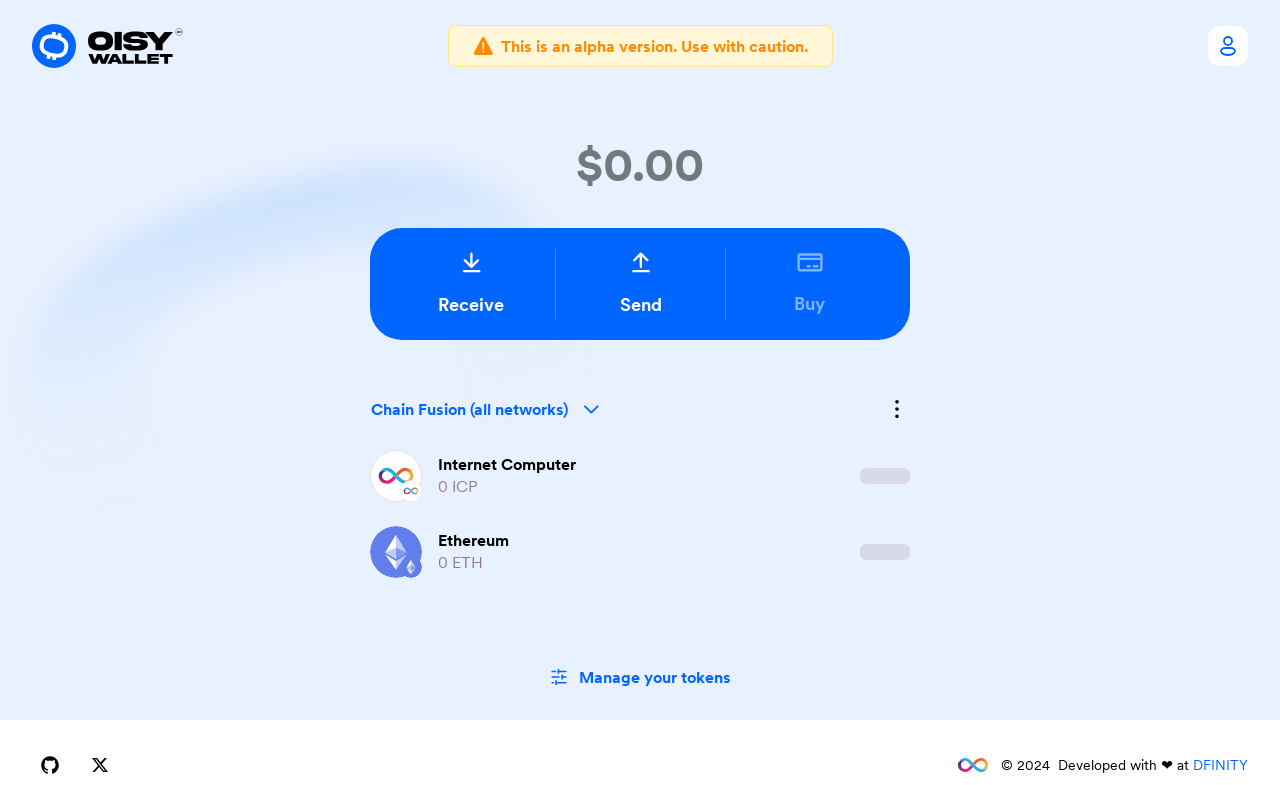 OISY
WALLET
This is an alpha version. Use with caution.
$0.00
Receive
Send
Buy
Chain Fusion (all networks)
Internet Computer
0 ICP
Ethereum
0 ETH
Manage your tokens
© 2024 Developed with ❤ at DFINITY